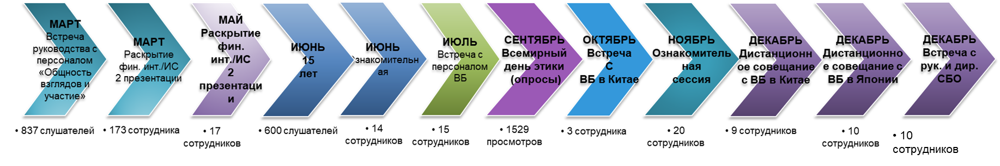 МАРТ
Встреча
руководства с
персоналом
«Общность
взглядов и
участие»
МАРТ
Раскрытие
фин. инт./ИС
2 презентации
МАЙ
Раскрытие
фин.
инт./ИС
2
презентаци
и
ИЮНЬ
15
лет
ИЮНЬ
Ознакомительн
ая
ИЮЛЬ
Встреча с
персоналом
ВБ
СЕНТЯБРЬ
Всемирный
день этики
(опросы)
ОКТЯБРЬ
Встреча
С
ВБ в Китае
НОЯБРЬ
Ознакомитель
ная
сессия
ДЕКАБРЬ
Дистанционн
ое совещание
с ВБ в Китае
ДЕКАБРЬ
Дистанционно
е совещание с
ВБ в Японии
ДЕКАБРЬ
Встреча с
рук. и дир.
СБО
• 837 слушателей
• 173 сотрудника
• 17
сотрудников
• 600 слушателей
• 14
сотрудников
• 15
сотрудников
• 1529
просмотров
• 3 сотрудника
• 20
сотрудников
• 9 сотрудников
• 10
сотрудников
• 10
сотрудников